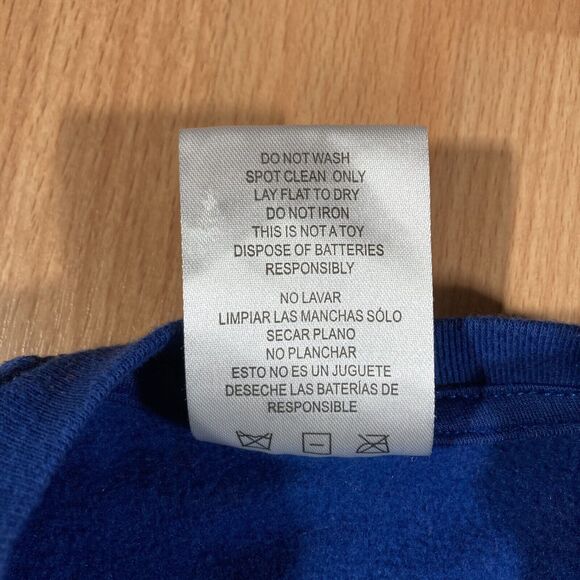 DO NOT WASH
SPOT CLEAN ONLY
LAY FLAT TO DRY
DO NOT IRON
THIS IS NOT A TOY
DISPOSE OF BATTERIES
RESPONSIBLY
NO LAVAR
LIMPIAR LAS MANCHAS SÓLO
SECAR PLANO
NO PLANCHAR
ESTO NO ES UN JUGUETE
DESECHE LAS BATERÍAS DE
RESPONSIBLE